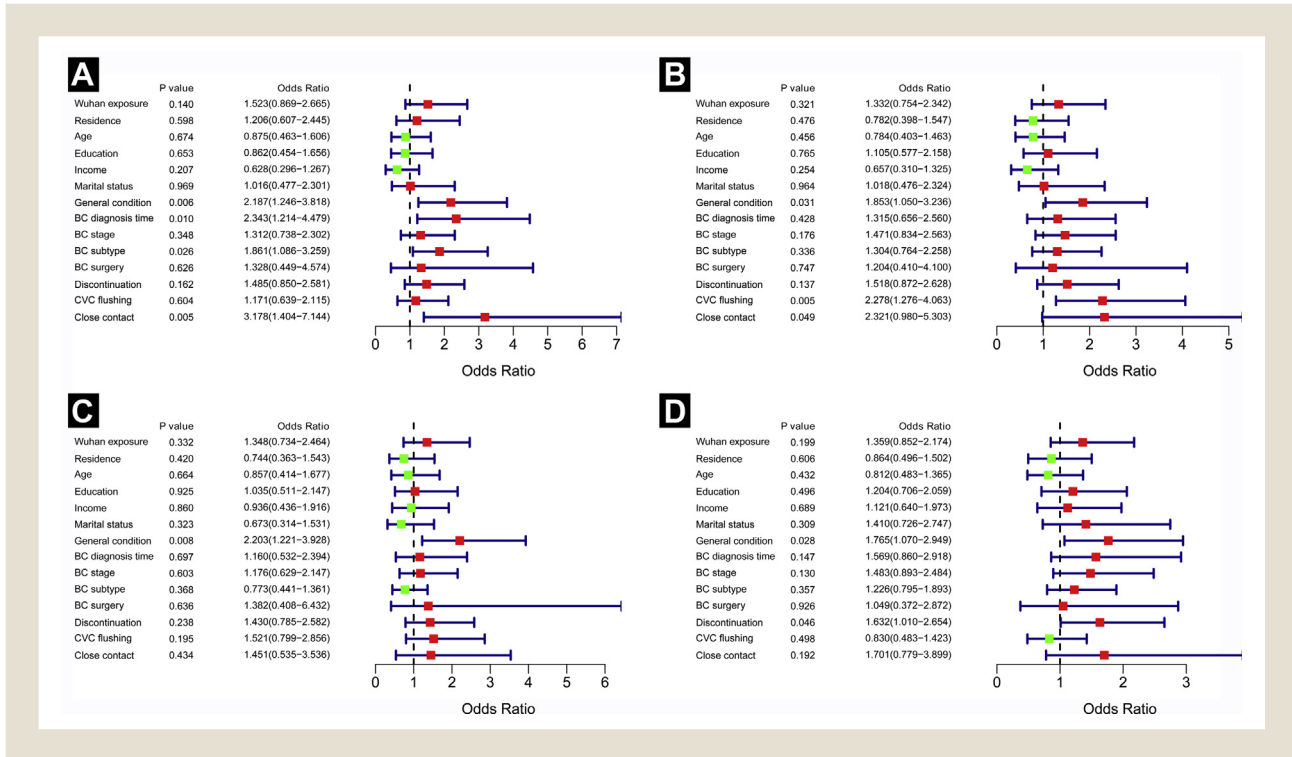 A
P value Odds Ratio
Wuhan exposure 0.140 1.523(0.869−2.665)
Residence 0.598 1.206(0.607−2.445)
Age 0.674 0.875(0.463−1.606)
Education 0.653 0.862(0.454−1.656)
Income 0.207 0.628(0.296−1.267)
Marital status 0.969 1.016(0.477−2.301)
General condition 0.006 2.187(1.246−3.818)
BC diagnosis time 0.010 2.343(1.214−4.479)
BC stage 0.348 1.312(0.738−2.302)
BC subtype 0.026 1.861(1.086−3.259)
BC surgery 0.626 1.328(0.449−4.574)
Discontinuation 0.162 1.485(0.850−2.581)
CVC flushing 0.604 1.171(0.639−2.115)
Close contact 0.005 3.178(1.404−7.144)
0 1 2 3 4 5 6 7
Odds Ratio
B
P value Odds Ratio
Wuhan exposure 0.321 1.332(0.754−2.342)
Residence 0.476 0.782(0.398−1.547)
Age 0.456 0.784(0.403−1.463)
Education 0.765 1.105(0.577−2.158)
Income 0.254 0.657(0.310−1.325)
Marital status 0.964 1.018(0.476−2.324)
General condition 0.031 1.853(1.050−3.236)
BC diagnosis time 0.428 1.315(0.656−2.560)
BC stage 0.176 1.471(0.834−2.563)
BC subtype 0.336 1.304(0.764−2.258)
BC surgery 0.747 1.204(0.410−4.100)
Discontinuation 0.137 1.518(0.872−2.628)
CVC flushing 0.005 2.278(1.276−4.063)
Close contact 0.049 2.321(0.980−5.303)
0 1 2 3 4 5
Odds Ratio
C
P value Odds Ratio
Wuhan exposure 0.332 1.348(0.734−2.464)
Residence 0.420 0.744(0.363−1.543)
Age 0.664 0.857(0.414−1.677)
Education 0.925 1.035(0.511−2.147)
Income 0.860 0.936(0.436−1.916)
Marital status 0.323 0.673(0.314−1.531)
General condition 0.008 2.203(1.221−3.928)
BC diagnosis time 0.697 1.160(0.532−2.394)
BC stage 0.603 1.176(0.629−2.147)
BC subtype 0.368 0.773(0.441−1.361)
BC surgery 0.636 1.382(0.408−6.432)
Discontinuation 0.238 1.430(0.785−2.582)
CVC flushing 0.195 1.521(0.799−2.856)
Close contact 0.434 1.451(0.535−3.536)
0 1 2 3 4 5 6
Odds Ratio
D
P value Odds Ratio
Wuhan exposure 0.199 1.359(0.852−2.174)
Residence 0.606 0.864(0.496−1.502)
Age 0.432 0.812(0.483−1.365)
Education 0.496 1.204(0.706−2.059)
Income 0.689 1.121(0.640−1.973)
Marital status 0.309 1.410(0.726−2.747)
General condition 0.028 1.765(1.070−2.949)
BC diagnosis time 0.147 1.569(0.860−2.918)
BC stage 0.130 1.483(0.893−2.484)
BC subtype 0.357 1.226(0.795−1.893)
BC surgery 0.926 1.049(0.372−2.872)
Discontinuation 0.046 1.632(1.010−2.654)
CVC flushing 0.498 0.830(0.483−1.423)
Close contact 0.192 1.701(0.779−3.899)
0 1 2 3
Odds Ratio